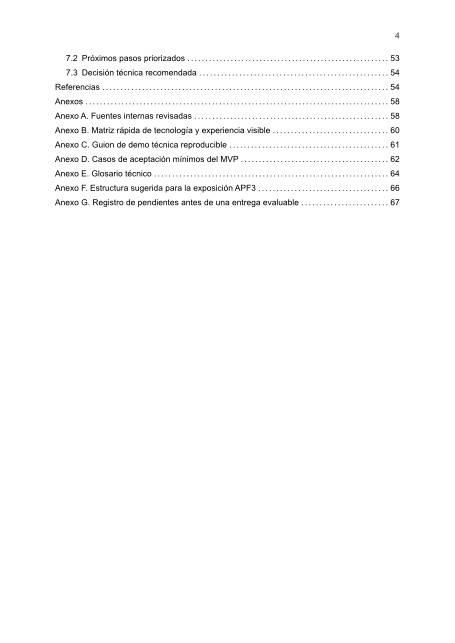 4
7.2 Próximos pasos priorizados ........................................................ 53
7.3 Decisión técnica recomendada ..................................................... 54
Referencias ............................................................................... 54
Anexos .................................................................................... 58
Anexo A. Fuentes internas revisadas ...................................................... 58
Anexo B. Matriz rápida de tecnología y experiencia visible ................................ 60
Anexo C. Guion de demo técnica reproducible ............................................ 61
Anexo D. Casos de aceptación mínimos del MVP ......................................... 62
Anexo E. Glosario técnico ................................................................. 64
Anexo F. Estructura sugerida para la exposición APF3 .................................... 66
Anexo G. Registro de pendientes antes de una entrega evaluable ........................ 67